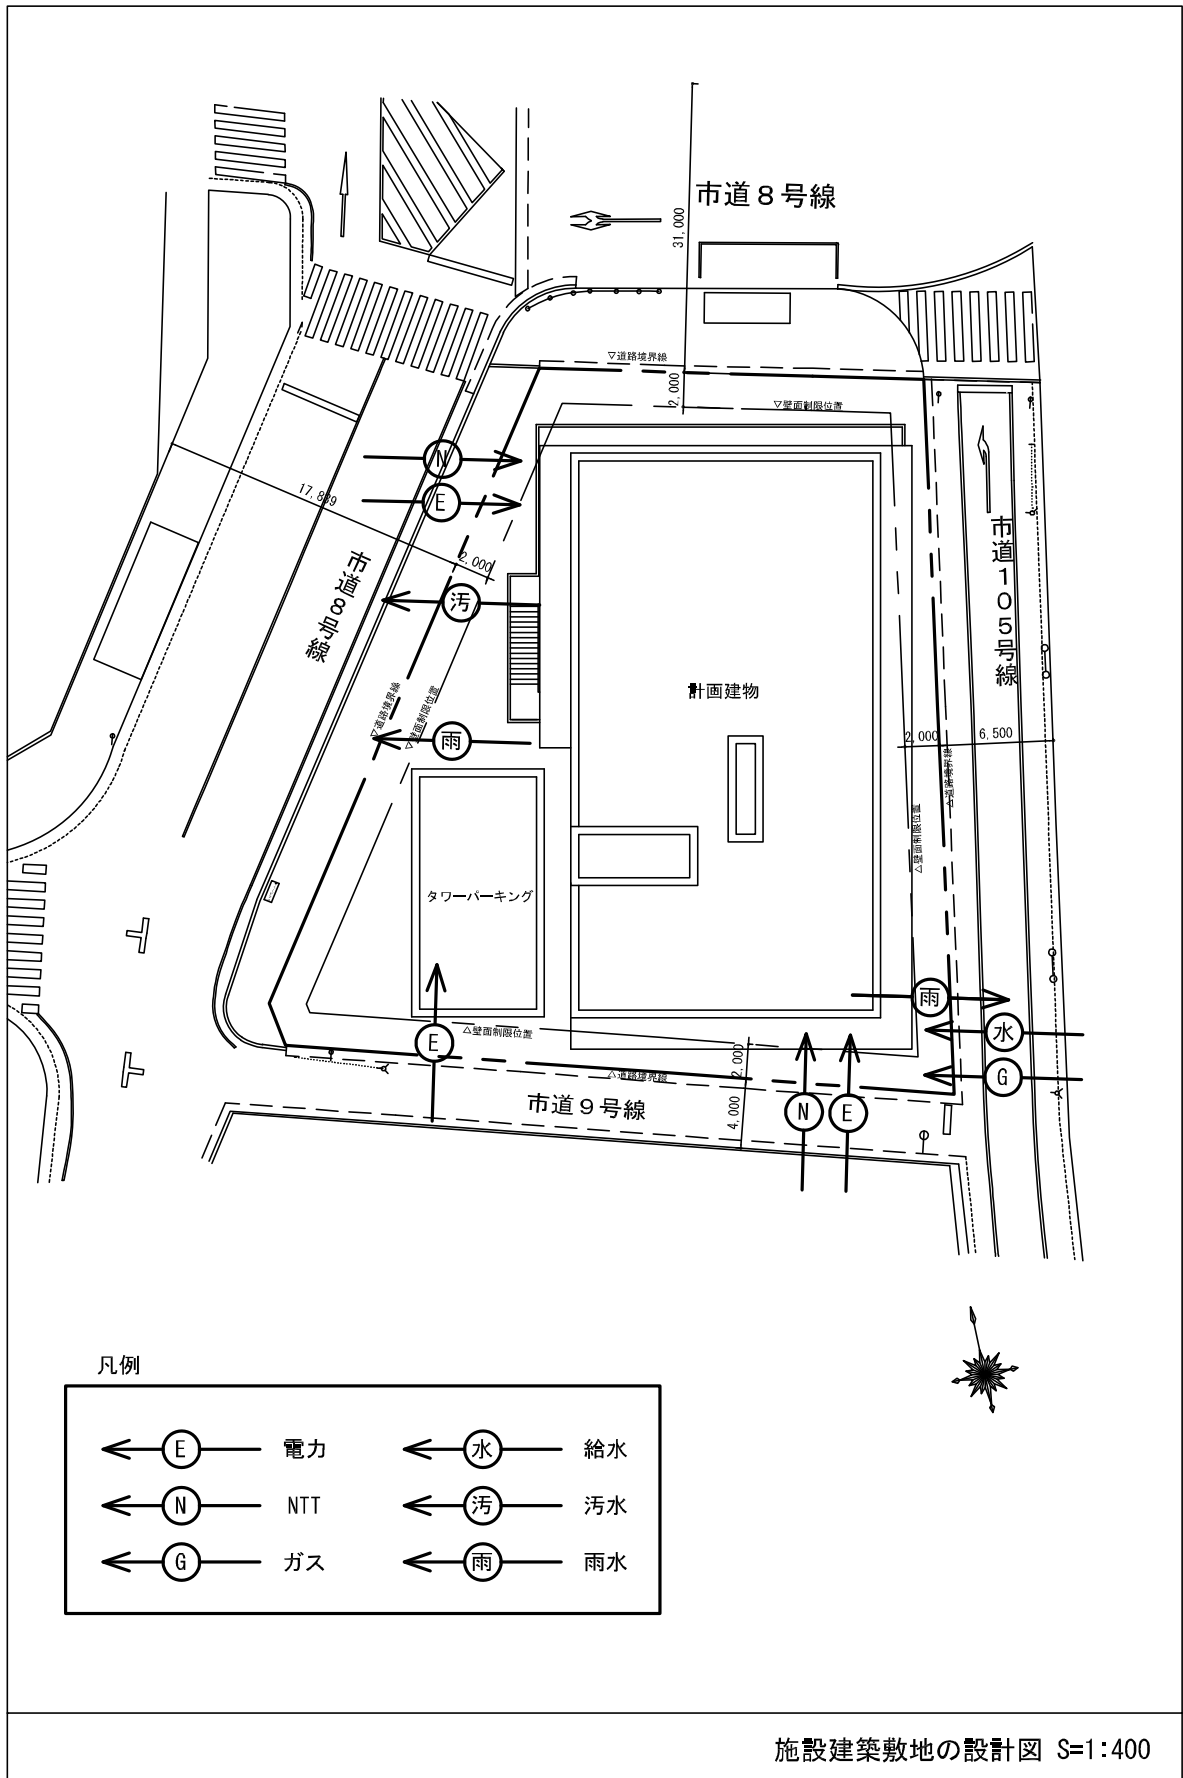 市道８号線
31,000
▽道路境界線
2,000
▽壁面制限位置
N
E
17,889
2,000
市道８号線
汚
市道１０５号線
計画建物
▽道路境界線
▽壁面制限位置
雨
2,000
6,500
△道路境界線
△壁面制限位置
タワーパーキング
雨
水
E
△壁面制限位置
2,000
△道路境界線
G
市道９号線
4,000
N
E
凡例
E 電力
水 給水
N NTT
汚 汚水
G ガス
雨 雨水
施設建築敷地の設計図 S=1:400